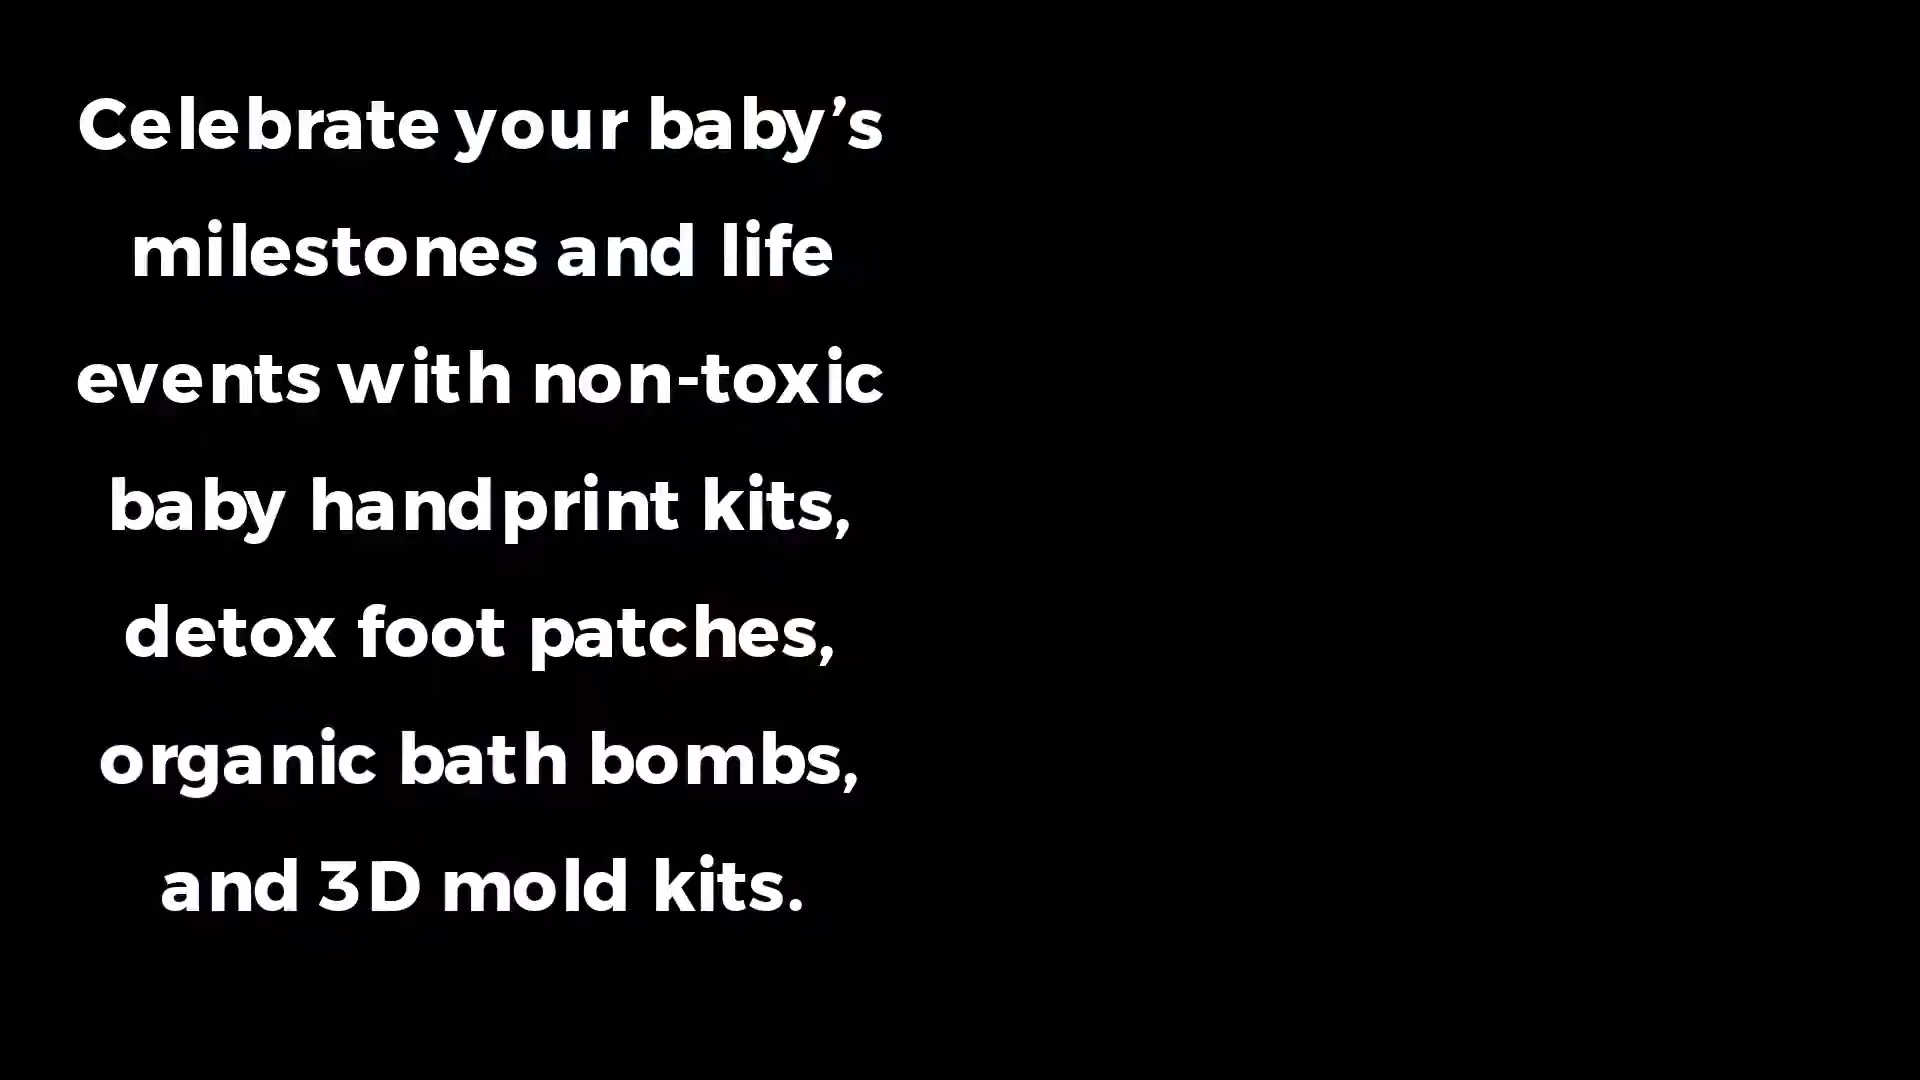 Celebrate your baby’s
milestones and life
events with non-toxic
baby handprint kits,
detox foot patches,
organic bath bombs,
and 3D mold kits.